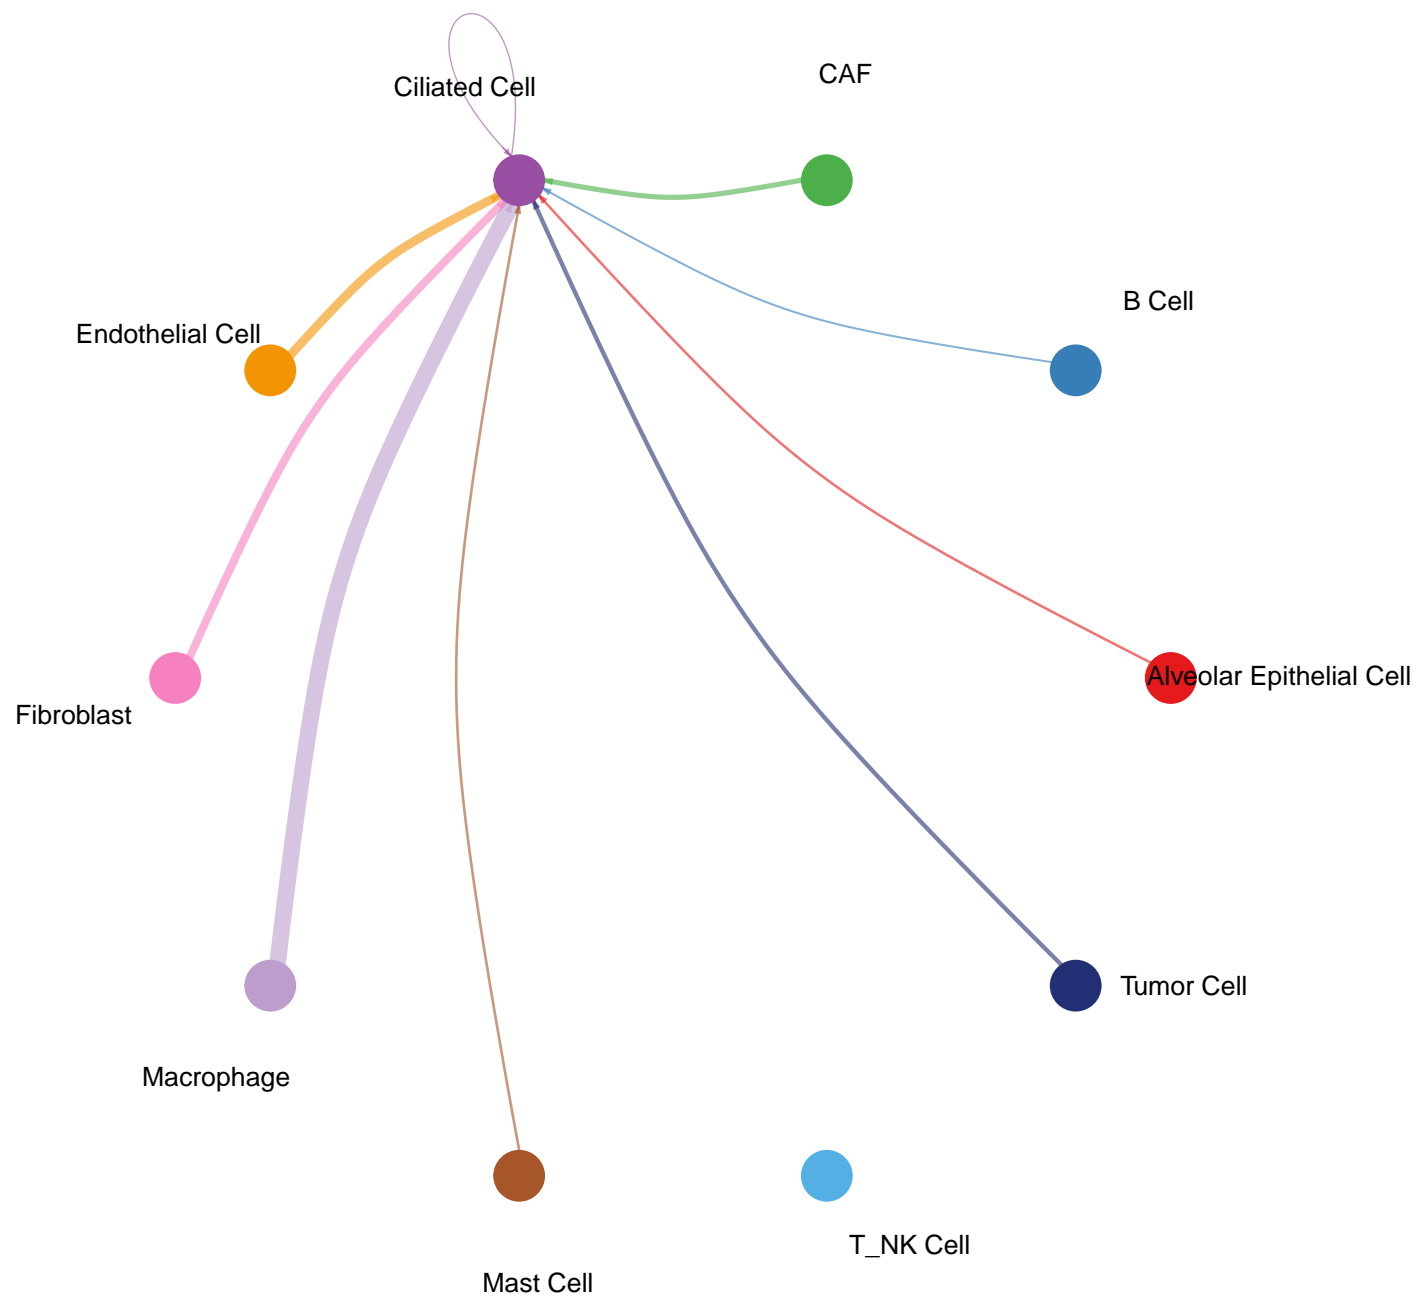 CAF
Ciliated Cell
B Cell
Endothelial Cell
Alveolar Epithelial Cell
Fibroblast
Tumor Cell
Macrophage
T_NK Cell
Mast Cell